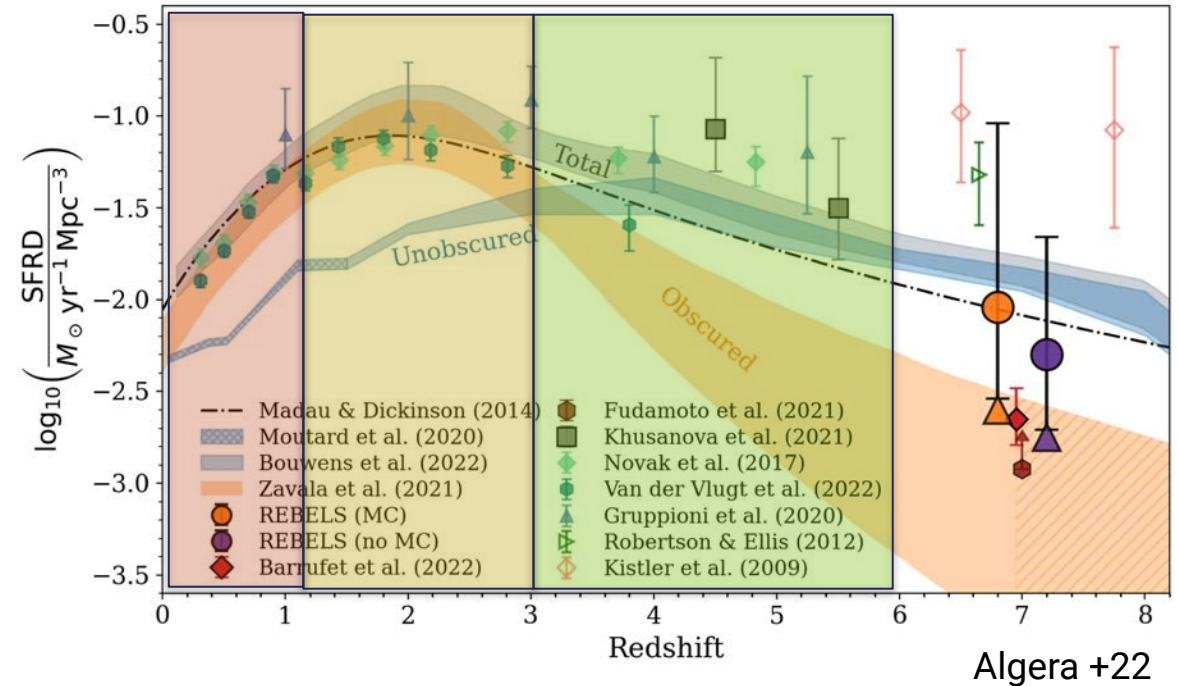 −0.5
−1.0
−1.5
−2.0
−2.5
−3.0
−3.5
log10(SFRD / M⊙ yr−1 Mpc−3)
Total
Unobscured
Obscured
Madau & Dickinson (2014)
Moutard et al. (2020)
Bouwens et al. (2022)
Zavala et al. (2021)
REBELS (MC)
REBELS (no MC)
Barrufet et al. (2022)
Fudamoto et al. (2021)
Khusanova et al. (2021)
Novak et al. (2017)
Van der Vlugt et al. (2022)
Gruppioni et al. (2020)
Robertson & Ellis (2012)
Kistler et al. (2009)
0 1 2 3 4 5 6 7 8
Redshift
Algera +22